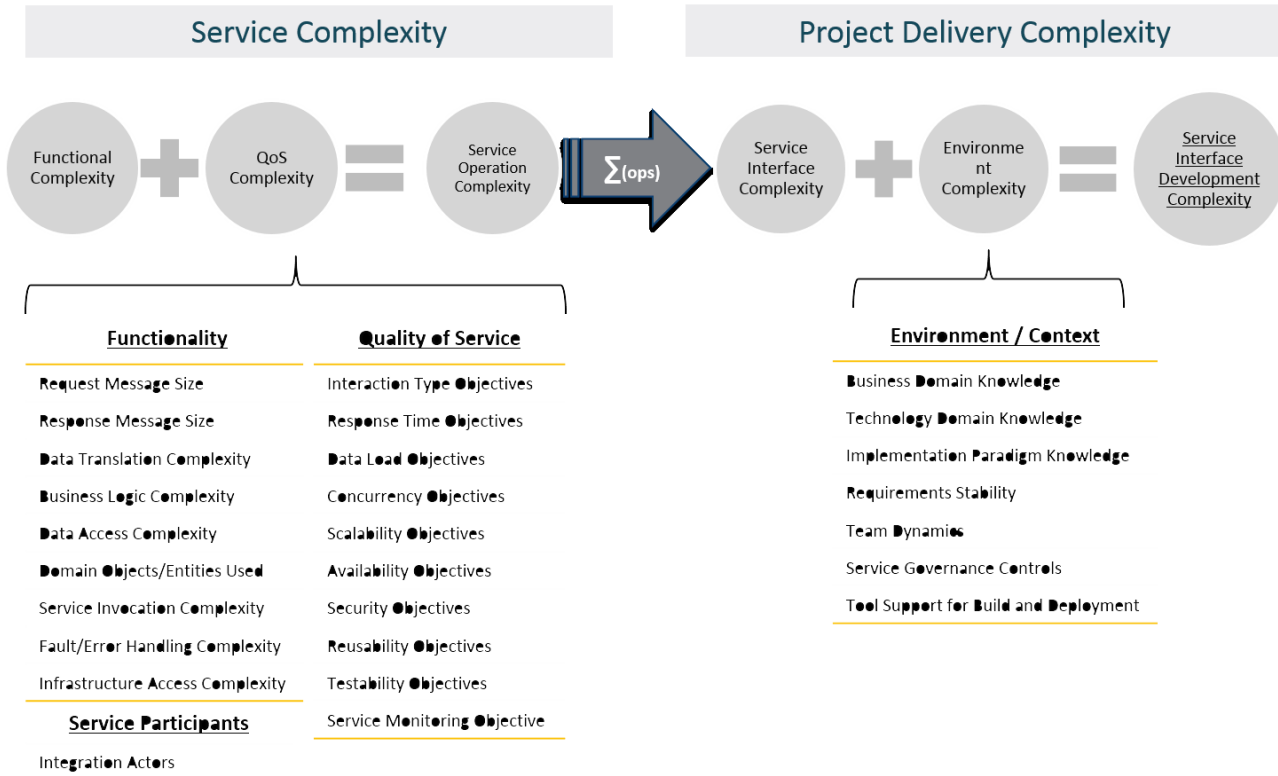 Service Complexity
Project Delivery Complexity
Functional
Complexity
QoS
Complexity
Service
Operation
Complexity
∑(ops)
Service
Interface
Complexity
Environme
nt
Complexity
Service
Interface
Development
Complexity
Functionality
Request Message Size
Response Message Size
Data Translation Complexity
Business Logic Complexity
Data Access Complexity
Domain Objects/Entities Used
Service Invocation Complexity
Fault/Error Handling Complexity
Infrastructure Access Complexity
Service Participants
Integration Actors
Quality of Service
Interaction Type Objectives
Response Time Objectives
Data Load Objectives
Concurrency Objectives
Scalability Objectives
Availability Objectives
Security Objectives
Reusability Objectives
Testability Objectives
Service Monitoring Objective
Environment / Context
Business Domain Knowledge
Technology Domain Knowledge
Implementation Paradigm Knowledge
Requirements Stability
Team Dynamics
Service Governance Controls
Tool Support for Build and Deployment